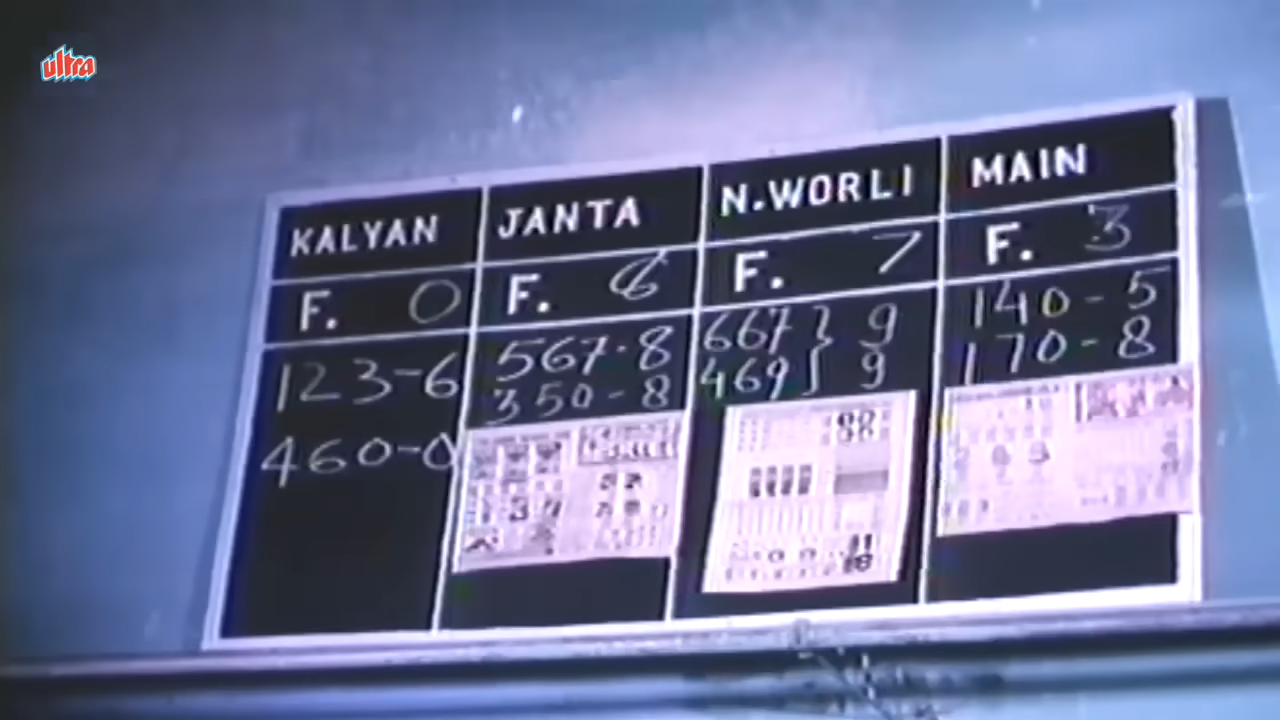 ultra
KALYAN
F. 0
123-6
460-0
JANTA
F. 6
567-8
350-8
N.WORLI
F. 7
667 } 9
469 } 9
MAIN
F. 3
140-5
170-8